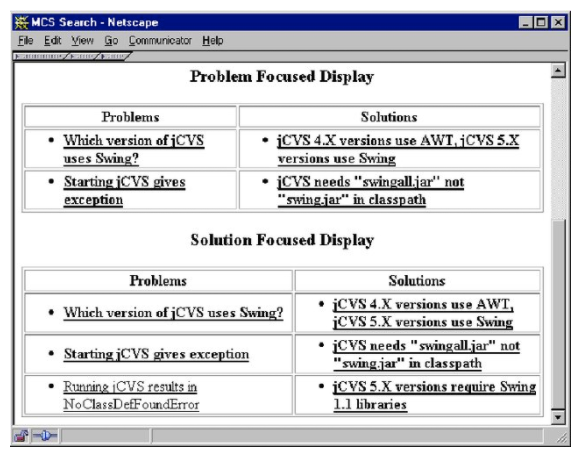 MCS Search - Netscape
File Edit View Go Communicator Help
Problem Focused Display
Problems Solutions
• Which version of jCVS • jCVS 4.X versions use AWT, jCVS 5.X
uses Swing? versions use Swing
• Starting jCVS gives • jCVS needs "swingall.jar" not
exception "swing.jar" in classpath
Solution Focused Display
Problems Solutions
• Which version of jCVS uses Swing? • jCVS 4.X versions use AWT,
jCVS 5.X versions use Swing
• Starting jCVS gives exception • jCVS needs "swingall.jar" not
"swing.jar" in classpath
• Running jCVS results in • jCVS 5.X versions require Swing
NoClassDefFoundError 1.1 libraries